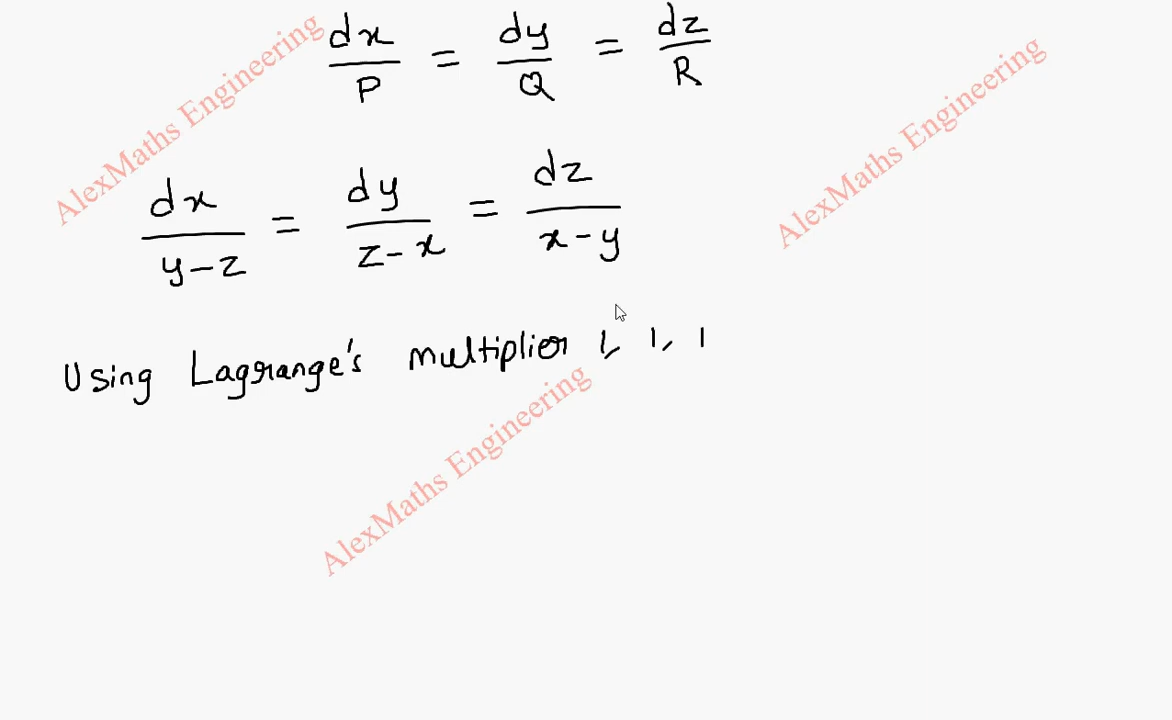 dx/P = dy/Q = dz/R
dx/y-z = dy/z-x = dz/x-y
Using Lagrange's multiplier 1, 1, 1
AlexMaths Engineering
AlexMaths Engineering
AlexMaths Engineering